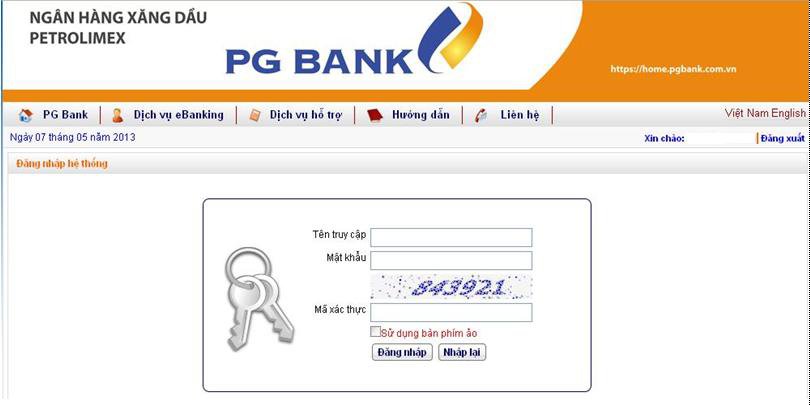 NGÂN HÀNG XĂNG DẦU
PETROLIMEX
PG BANK
https://home.pgbank.com.vn
PG Bank Dịch vụ eBanking Dịch vụ hỗ trợ Hướng dẫn Liên hệ Việt Nam English
Ngày 07 tháng 05 năm 2013 Xin chào: Đăng xuất
Đăng nhập hệ thống
Tên truy cập
Mật khẩu
843921
Mã xác thực
Sử dụng bàn phím ảo
Đăng nhập Nhập lại